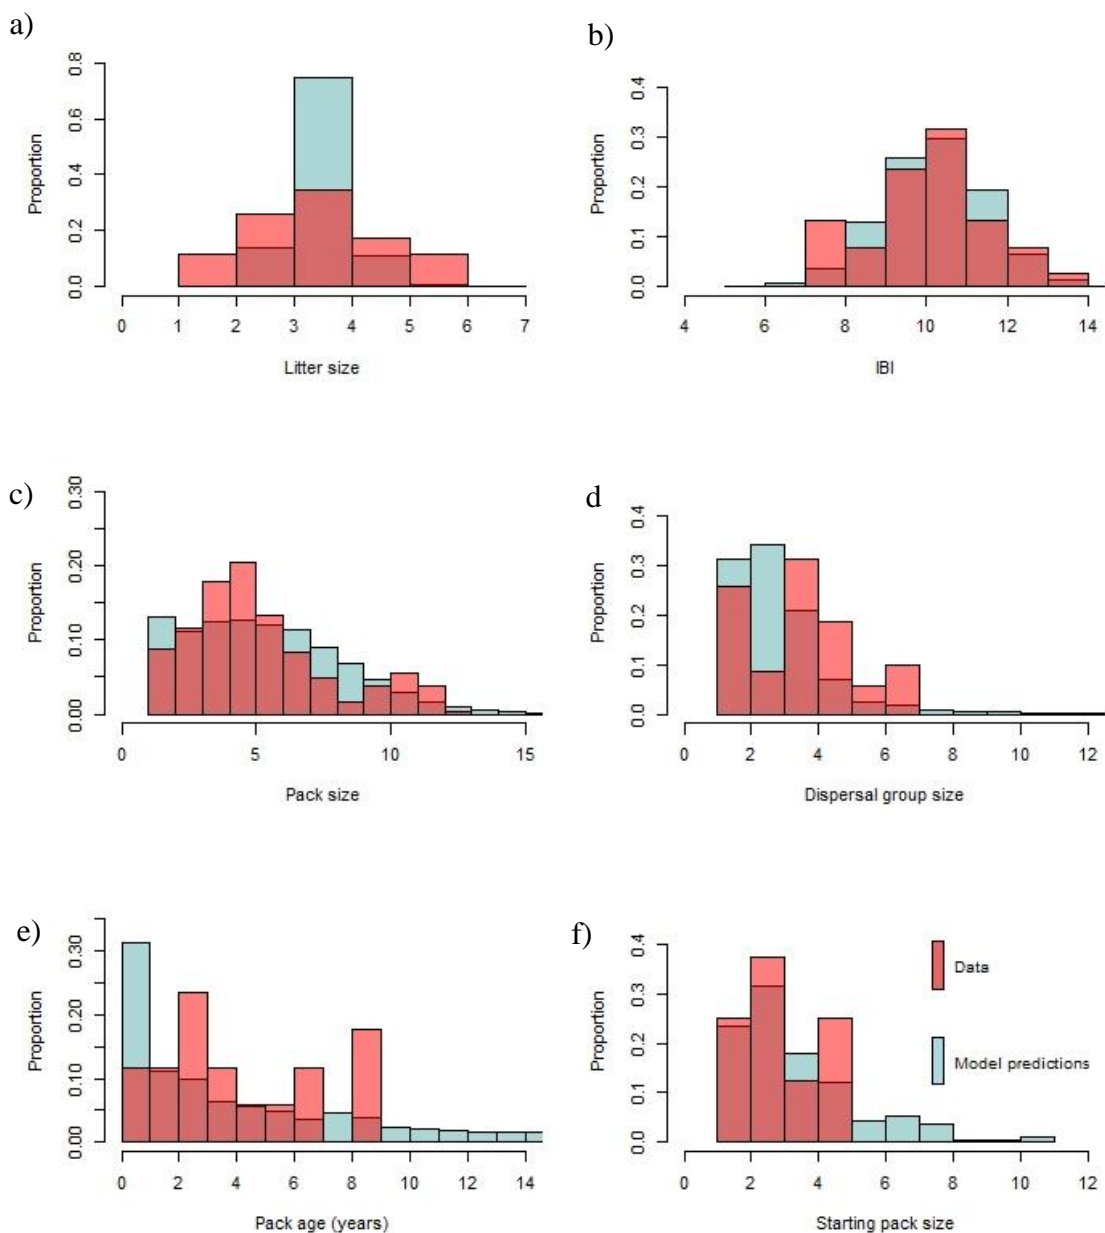 a)
Proportion
0.0 0.2 0.4 0.6 0.8
0 1 2 3 4 5 6 7
Litter size
b)
Proportion
0.0 0.1 0.2 0.3 0.4
4 6 8 10 12 14
IBI
c)
Proportion
0.00 0.10 0.20 0.30
0 5 10 15
Pack size
d
Proportion
0.0 0.1 0.2 0.3 0.4
0 2 4 6 8 10 12
Dispersal group size
e)
Proportion
0.00 0.10 0.20 0.30
0 2 4 6 8 10 12 14
Pack age (years)
f)
Proportion
0.0 0.1 0.2 0.3 0.4
0 2 4 6 8 10 12
Starting pack size
Data
Model predictions